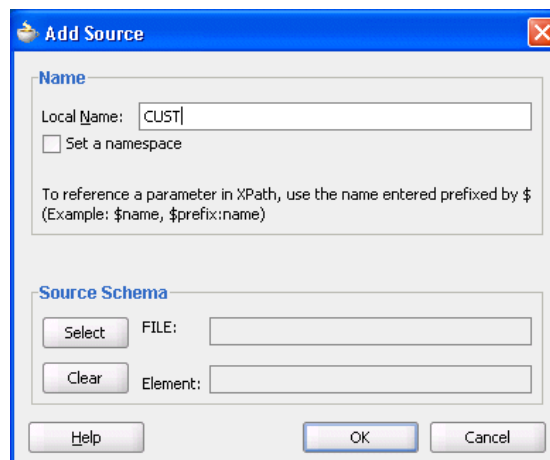 Add Source
Name
Local Name: CUST
Set a namespace
To reference a parameter in XPath, use the name entered prefixed by $
(Example: $name, $prefix:name)
Source Schema
Select FILE:
Clear Element:
Help OK Cancel